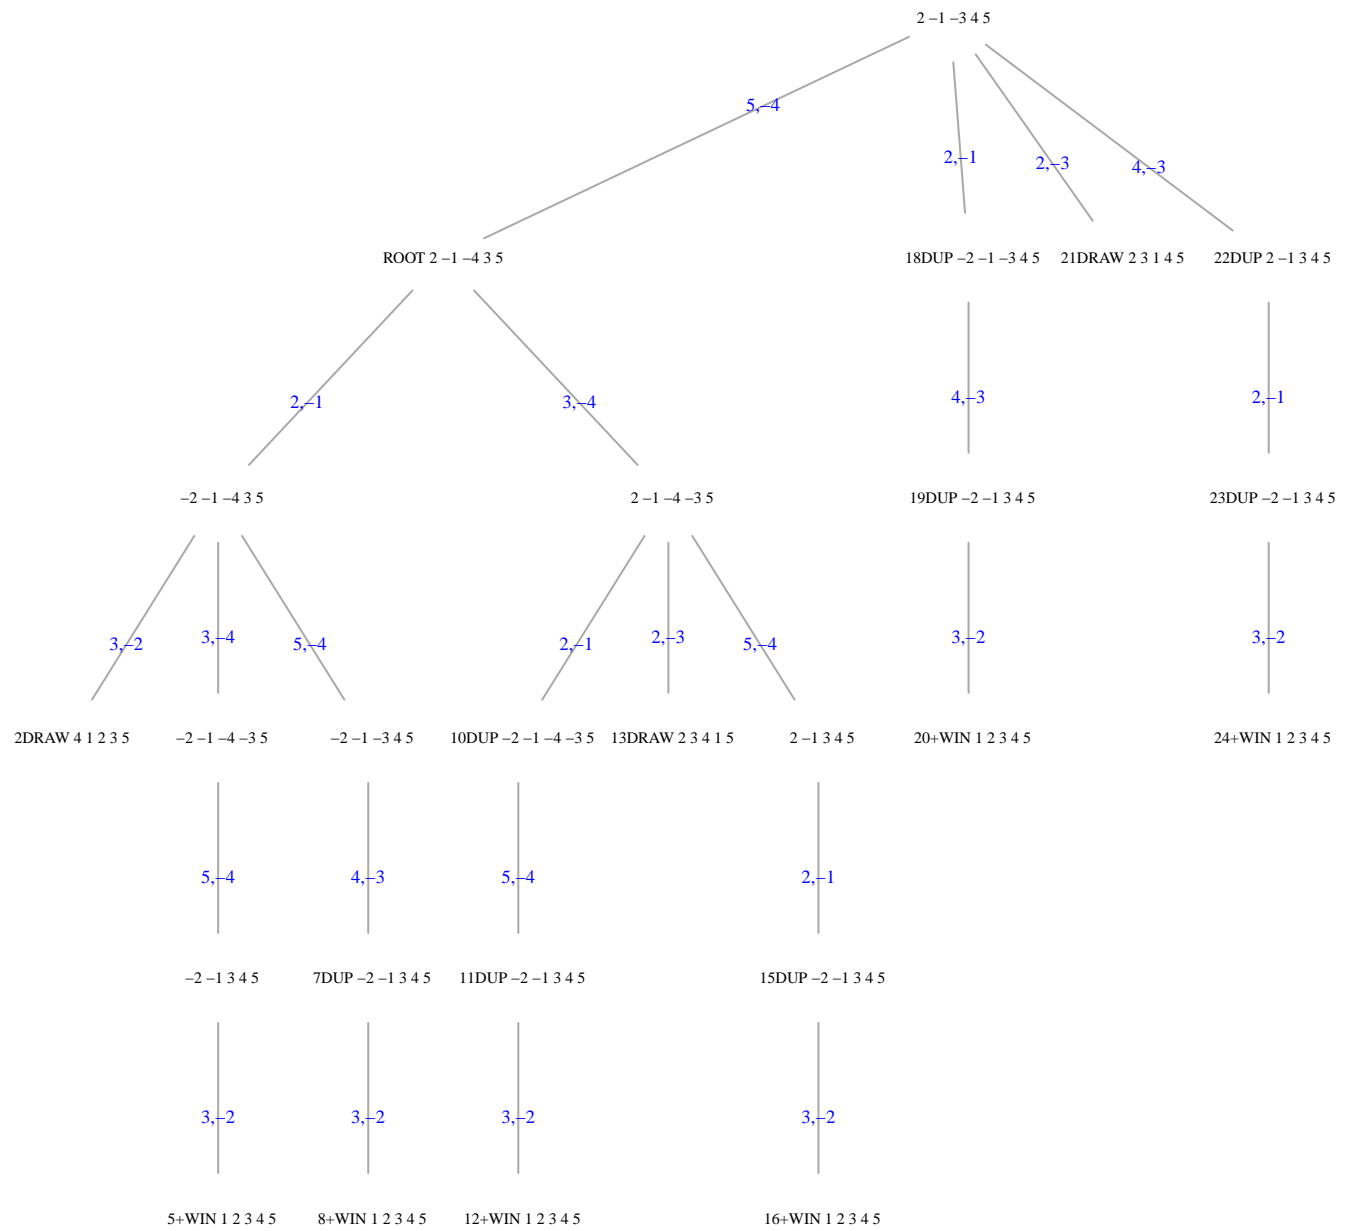 2 −1 −3 4 5
5,−4
2,−1
2,−3
4,−3
ROOT 2 −1 −4 3 5
18DUP −2 −1 −3 4 5
21DRAW 2 3 1 4 5
22DUP 2 −1 3 4 5
2,−1
3,−4
4,−3
2,−1
−2 −1 −4 3 5
2 −1 −4 −3 5
19DUP −2 −1 3 4 5
23DUP −2 −1 3 4 5
3,−2
3,−4
5,−4
2,−1
2,−3
5,−4
3,−2
3,−2
2DRAW 4 1 2 3 5
−2 −1 −4 −3 5
−2 −1 −3 4 5
10DUP −2 −1 −4 −3 5
13DRAW 2 3 4 1 5
2 −1 3 4 5
20+WIN 1 2 3 4 5
24+WIN 1 2 3 4 5
5,−4
4,−3
5,−4
2,−1
−2 −1 3 4 5
7DUP −2 −1 3 4 5
11DUP −2 −1 3 4 5
15DUP −2 −1 3 4 5
3,−2
3,−2
3,−2
3,−2
5+WIN 1 2 3 4 5
8+WIN 1 2 3 4 5
12+WIN 1 2 3 4 5
16+WIN 1 2 3 4 5